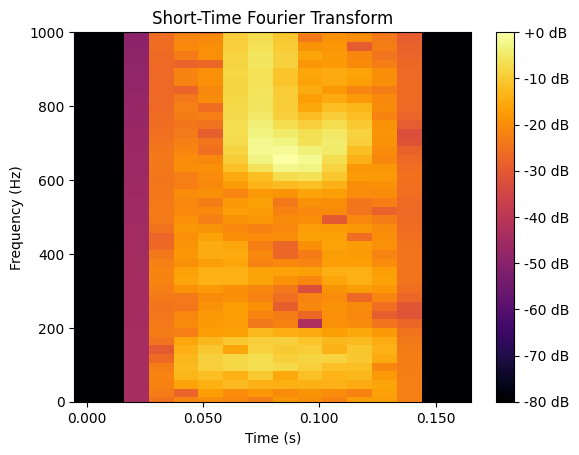 Short-Time Fourier Transform
1000
800
600
400
200
0
Frequency (Hz)
0.000
0.050
0.100
0.150
Time (s)
+0 dB
-10 dB
-20 dB
-30 dB
-40 dB
-50 dB
-60 dB
-70 dB
-80 dB